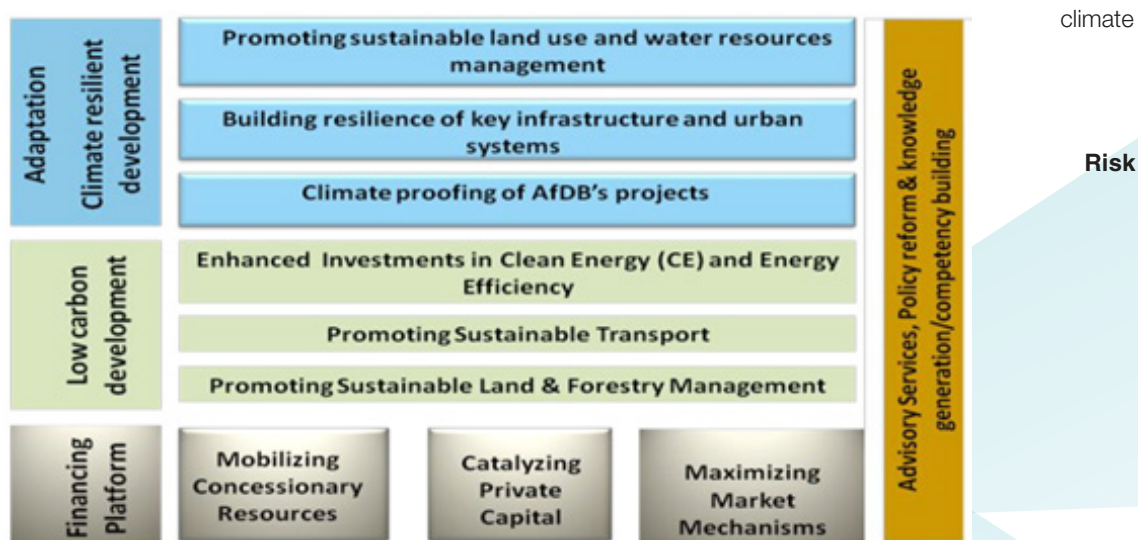 climate
Adaptation
Climate resilient
development
Promoting sustainable land use and water resources
management
Building resilience of key infrastructure and urban
systems
Climate proofing of AfDB's projects
Low carbon
development
Enhanced Investments in Clean Energy (CE) and Energy
Efficiency
Promoting Sustainable Transport
Promoting Sustainable Land & Forestry Management
Financing
Platform
Mobilizing
Concessionary
Resources
Catalyzing
Private
Capital
Maximizing
Market
Mechanisms
Advisory Services, Policy reform & knowledge
generation/competency building
Risk